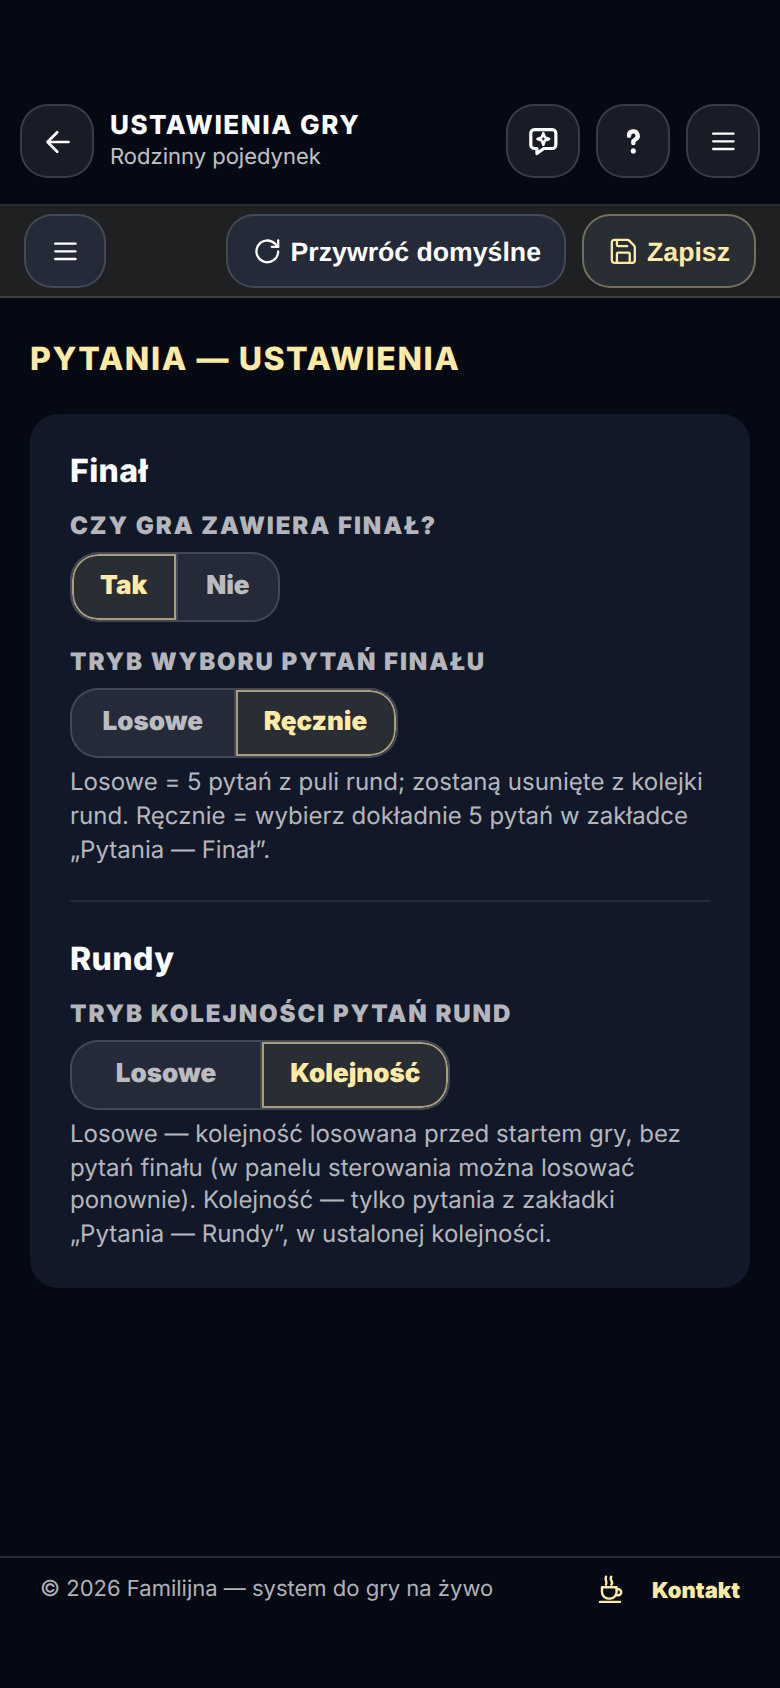 USTAWIENIA GRY
Rodzinny pojedynek
?
Przywróć domyślne
Zapisz
PYTANIA — USTAWIENIA
Finał
CZY GRA ZAWIERA FINAŁ?
Tak
Nie
TRYB WYBORU PYTAŃ FINAŁU
Losowe
Ręcznie
Losowe = 5 pytań z puli rund; zostaną usunięte z kolejki
rund. Ręcznie = wybierz dokładnie 5 pytań w zakładce
„Pytania — Finał”.
Rundy
TRYB KOLEJNOŚCI PYTAŃ RUND
Losowe
Kolejność
Losowe — kolejność losowana przed startem gry, bez
pytań finału (w panelu sterowania można losować
ponownie). Kolejność — tylko pytania z zakładki
„Pytania — Rundy”, w ustalonej kolejności.
© 2026 Familijna — system do gry na żywo
Kontakt